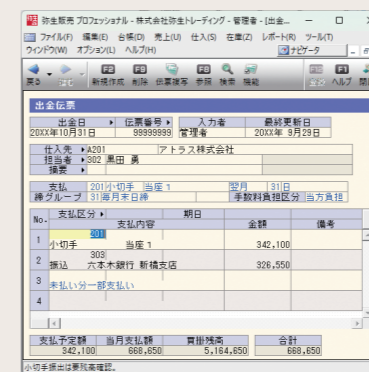 弥生販売 プロフェッショナル - 株式会社弥生トレーディング - 管理者 - [出金...
ファイル(F) 編集(E) 台帳(D) 売上(U) 仕入(S) 在庫(Z) レポート(R) ツール(T)
ウィンドウ(W) オプション(L) ヘルプ(H) ナビゲータ
F2 F8 F9 F8 F1
戻る 進む 新規作成 削除 伝票複写 参照 検索 機能 登録 ヘルプ
出金伝票
出金日 伝票番号 入力者 最終更新日
20XX年10月31日 99999999 管理者 20XX年 9月29日
仕入先 A201 アトラス株式会社
担当者 302 黒田 勇
摘要
支払 201 小切手 当座1 翌月 31日
締グループ 31 毎月末日締 手数料負担区分 当方負担
No. 支払区分 期日
支払内容 金額 備考
1 301
小切手 当座1 342,100
2 303
振込 六本木銀行 新橋支店 326,550
3
未払い分一部支払い
4
支払予定額 当月支払額 買掛残高 合計
342,100 668,650 5,164,650 668,650
小切手振出は要残高確認。